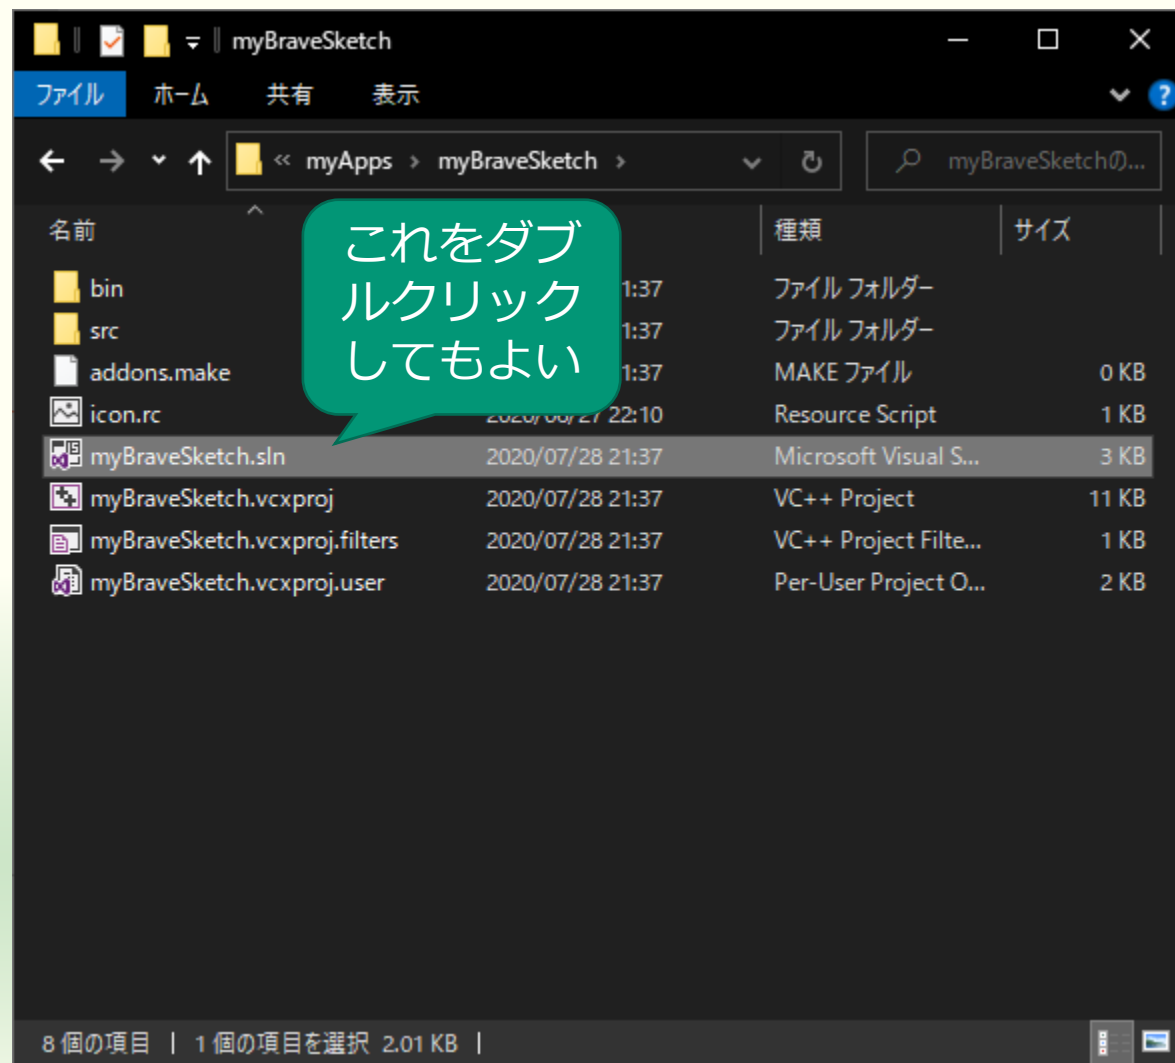 myBraveSketch
ファイル ホーム 共有 表示
« myApps › myBraveSketch › myBraveSketchの...
名前 種類 サイズ
これをダブ
ルクリック
してもよい
bin 1:37 ファイル フォルダー
src 1:37 ファイル フォルダー
addons.make 1:37 MAKE ファイル 0 KB
icon.rc 22:10 Resource Script 1 KB
myBraveSketch.sln 2020/07/28 21:37 Microsoft Visual S... 3 KB
myBraveSketch.vcxproj 2020/07/28 21:37 VC++ Project 11 KB
myBraveSketch.vcxproj.filters 2020/07/28 21:37 VC++ Project Filte... 1 KB
myBraveSketch.vcxproj.user 2020/07/28 21:37 Per-User Project O... 2 KB
8 個の項目 | 1 個の項目を選択 2.01 KB |